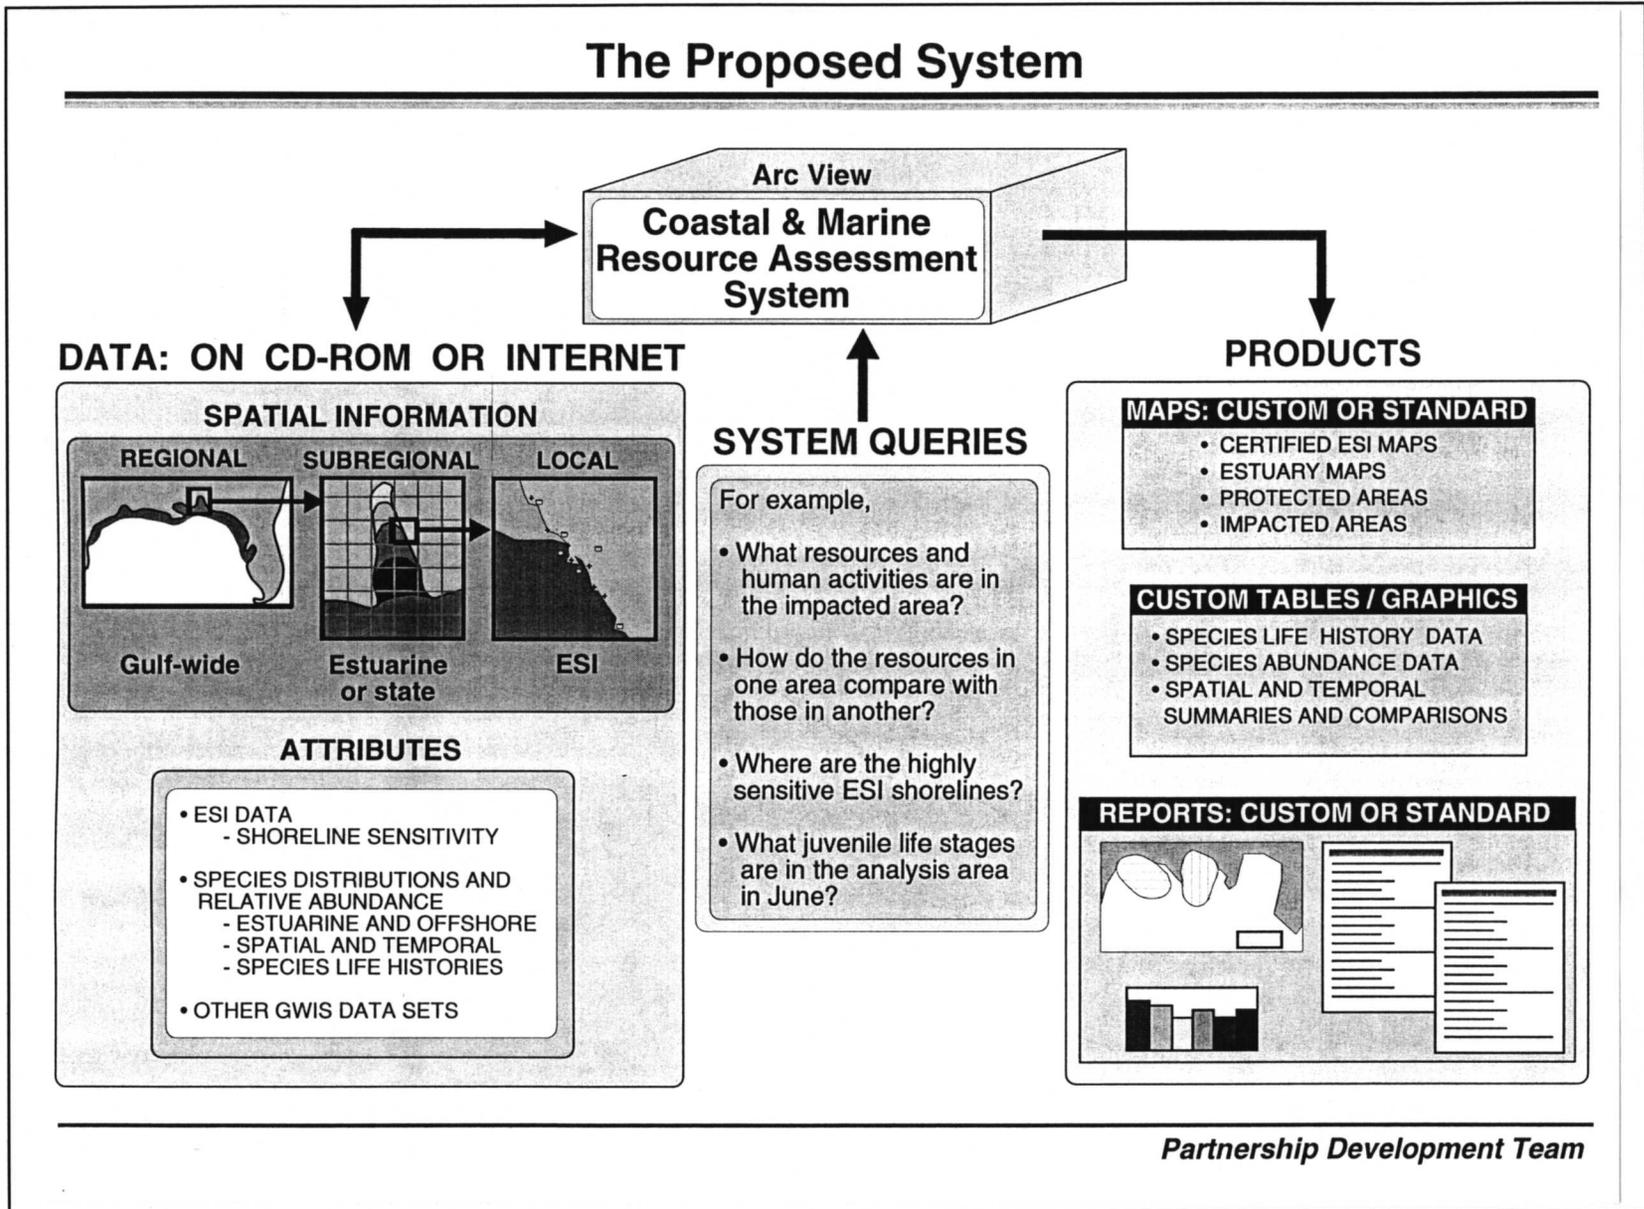 The Proposed System
Arc View
Coastal & Marine
Resource Assessment
System
DATA: ON CD-ROM OR INTERNET
SPATIAL INFORMATION
REGIONAL
SUBREGIONAL
LOCAL
Gulf-wide
Estuarine
or state
ESI
ATTRIBUTES
• ESI DATA
- SHORELINE SENSITIVITY
• SPECIES DISTRIBUTIONS AND
RELATIVE ABUNDANCE
- ESTUARINE AND OFFSHORE
- SPATIAL AND TEMPORAL
- SPECIES LIFE HISTORIES
• OTHER GWIS DATA SETS
SYSTEM QUERIES
For example,
• What resources and
human activities are in
the impacted area?
• How do the resources in
one area compare with
those in another?
• Where are the highly
sensitive ESI shorelines?
• What juvenile life stages
are in the analysis area
in June?
PRODUCTS
MAPS: CUSTOM OR STANDARD
• CERTIFIED ESI MAPS
• ESTUARY MAPS
• PROTECTED AREAS
• IMPACTED AREAS
CUSTOM TABLES / GRAPHICS
• SPECIES LIFE HISTORY DATA
• SPECIES ABUNDANCE DATA
• SPATIAL AND TEMPORAL
SUMMARIES AND COMPARISONS
REPORTS: CUSTOM OR STANDARD
Partnership Development Team